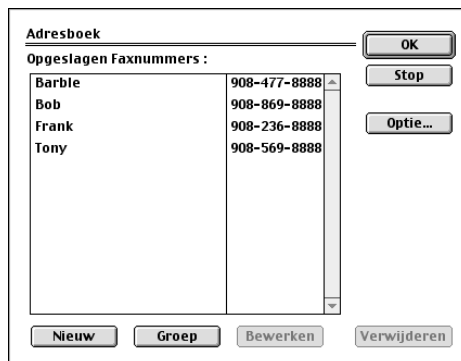 Adresboek
OK
Opgeslagen Faxnummers :
Stop
Barble 908-477-8888
Bob 908-869-8888
Frank 908-236-8888
Optie...
Tony 908-569-8888
Nieuw Groep Bewerken Verwijderen